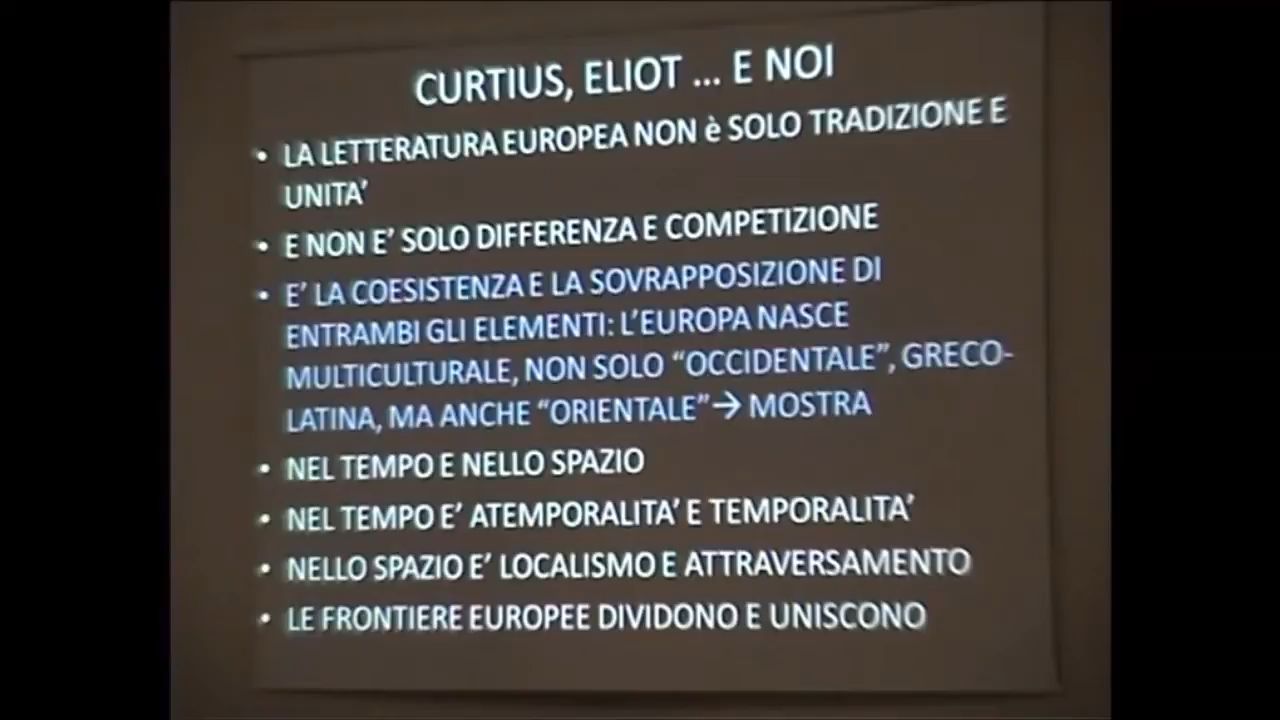 CURTIUS, ELIOT ... E NOI
• LA LETTERATURA EUROPEA NON è SOLO TRADIZIONE E
UNITA'
• E NON E' SOLO DIFFERENZA E COMPETIZIONE
• E' LA COESISTENZA E LA SOVRAPPOSIZIONE DI
ENTRAMBI GLI ELEMENTI: L'EUROPA NASCE
MULTICULTURALE, NON SOLO “OCCIDENTALE”, GRECO-
LATINA, MA ANCHE “ORIENTALE”→ MOSTRA
• NEL TEMPO E NELLO SPAZIO
• NEL TEMPO E' ATEMPORALITA' E TEMPORALITA'
• NELLO SPAZIO E' LOCALISMO E ATTRAVERSAMENTO
• LE FRONTIERE EUROPEE DIVIDONO E UNISCONO